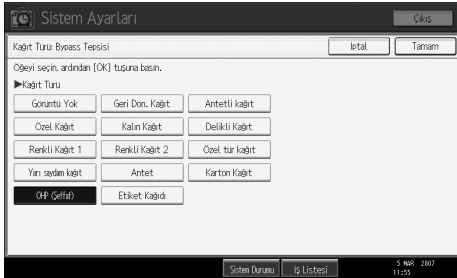 Sistem Ayarları Çıkış
Kağıt Türü: Bypass Tepsisi İptal Tamam
Öğeyi seçin, ardından [OK] tuşuna basın.
▶Kağıt Türü
Görüntü Yok Geri Dön. Kağıt Antetli kağıt
Özel Kağıt Kalın Kağıt Delikli Kağıt
Renkli Kağıt 1 Renkli Kağıt 2 Özel tür kağıt
Yarı saydam kağıt Antet Karton Kağıt
OHP (Şeffaf) Etiket Kağıdı
Sistem Durumu İş Listesi 5 MAR 2007
11:55